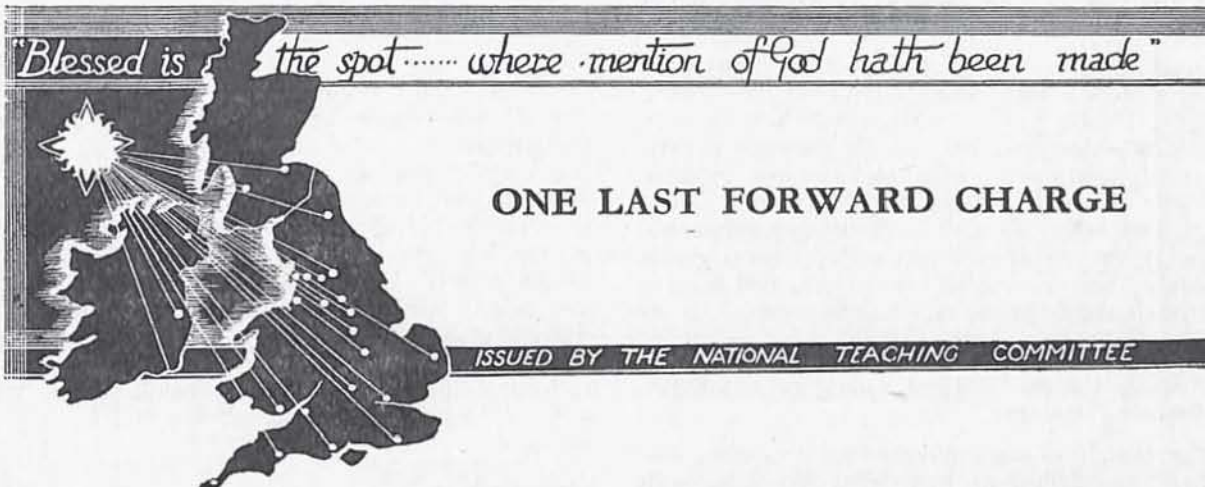 "Blessed is the spot ....... where mention of God hath been made"
ONE LAST FORWARD CHARGE
ISSUED BY THE NATIONAL TEACHING COMMITTEE